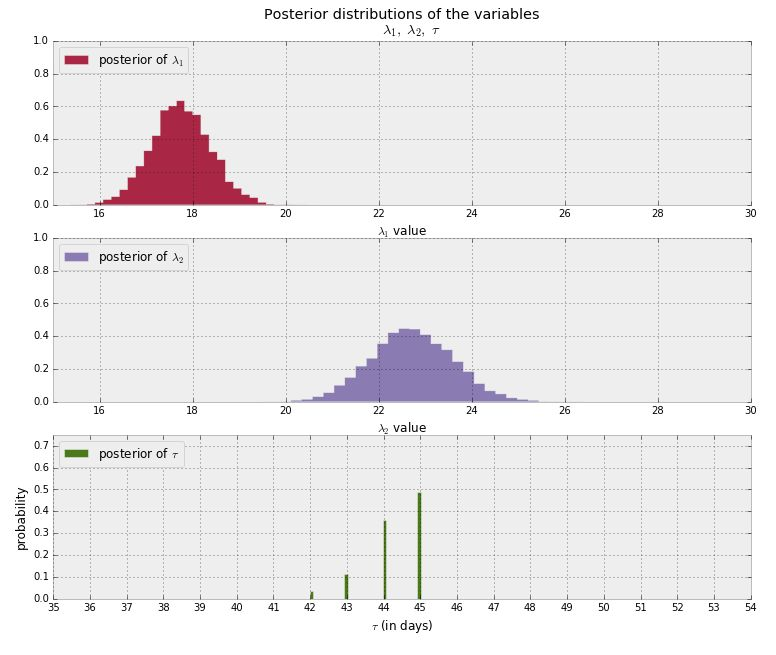 Posterior distributions of the variables
λ₁, λ₂, τ
1.0
posterior of λ₁
0.8
0.6
0.4
0.2
0.0
16 18 20 22 24 26 28 30
λ₁ value
1.0
posterior of λ₂
0.8
0.6
0.4
0.2
0.0
16 18 20 22 24 26 28 30
λ₂ value
0.7
posterior of τ
0.6
0.5
0.4
0.3
0.2
0.1
0.0
probability
35 36 37 38 39 40 41 42 43 44 45 46 47 48 49 50 51 52 53 54
τ (in days)